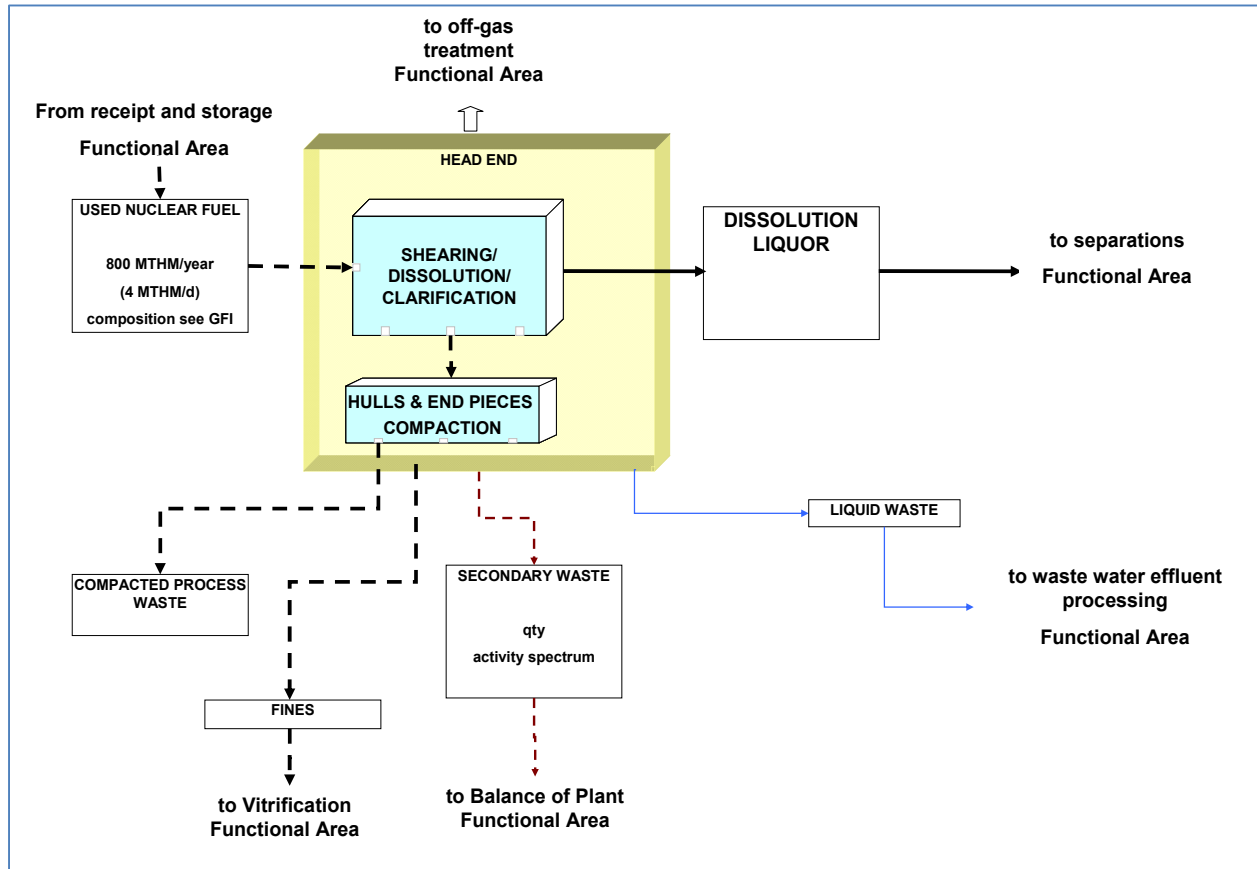 to off-gas
treatment
Functional Area
From receipt and storage
Functional Area
HEAD END
USED NUCLEAR FUEL
800 MTHM/year
(4 MTHM/d)
composition see GFI
SHEARING/
DISSOLUTION/
CLARIFICATION
DISSOLUTION
LIQUOR
to separations
Functional Area
HULLS & END PIECES
COMPACTION
LIQUID WASTE
COMPACTED PROCESS
WASTE
SECONDARY WASTE
qty
activity spectrum
to waste water effluent
processing
Functional Area
FINES
to Vitrification
Functional Area
to Balance of Plant
Functional Area